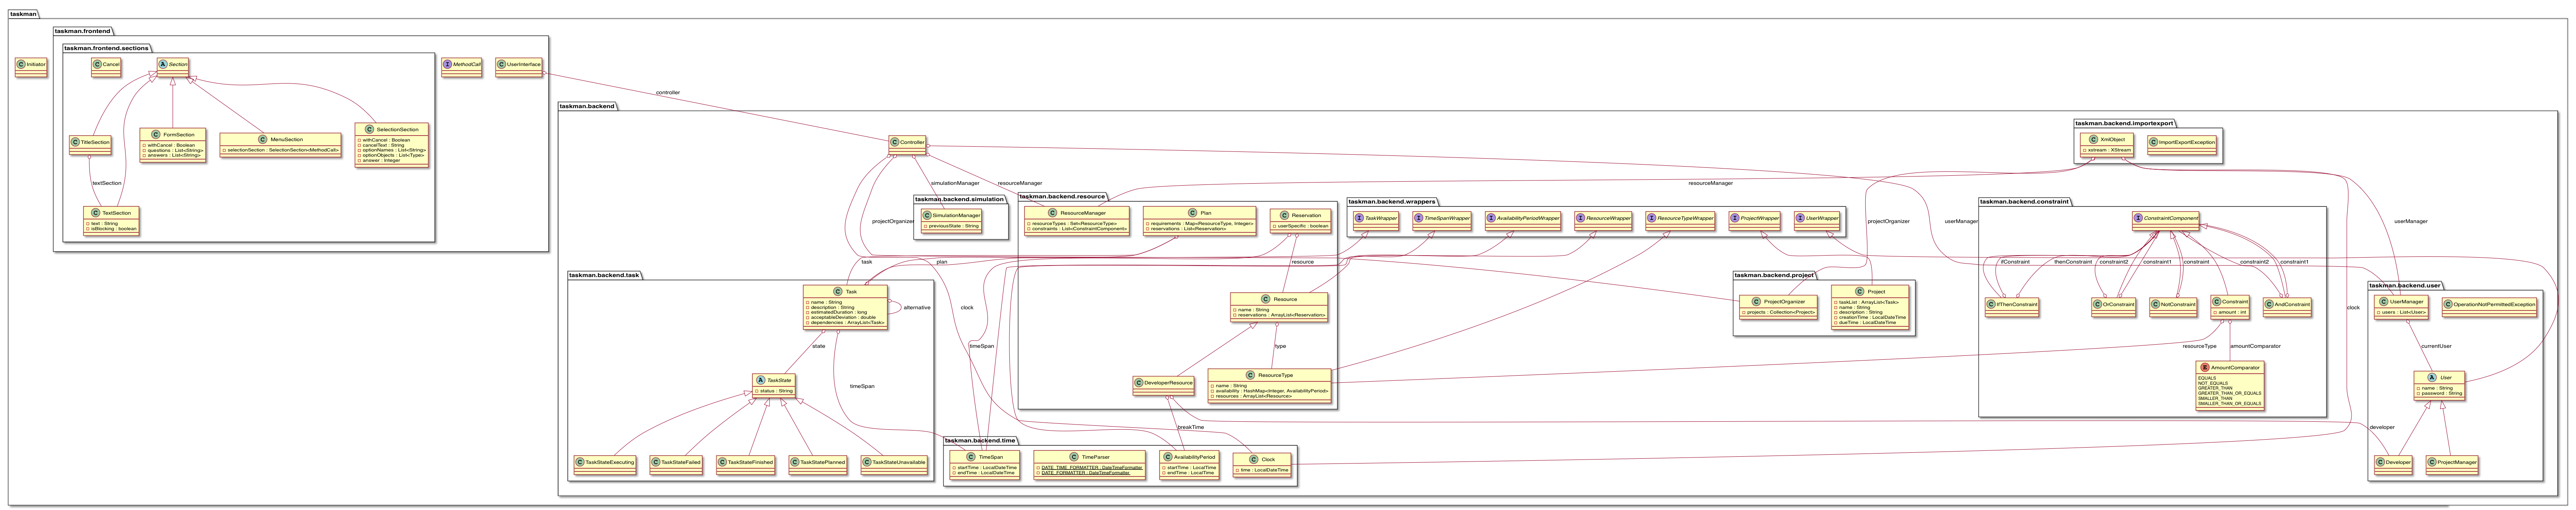 taskman
taskman.frontend
taskman.frontend.sections
C Initiator
C Cancel
A Section
I MethodCall
C UserInterface
controller
C TitleSection
C FormSection
withCancel : Boolean
questions : List<String>
answers : List<String>
C MenuSection
selectionSection : SelectionSection<MethodCall>
C SelectionSection
withCancel : Boolean
cancelText : String
optionNames : List<String>
optionObjects : List<Type>
answer : Integer
textSection
C TextSection
text : String
isBlocking : boolean
taskman.backend
C Controller
simulationManager
resourceManager
projectOrganizer
taskman.backend.importexport
C XmlObject
xstream : XStream
C ImportExportException
resourceManager
projectOrganizer
userManager
userManager
clock
clock
taskman.backend.simulation
C SimulationManager
previousState : String
taskman.backend.resource
C ResourceManager
resourceTypes : Set<ResourceType>
constraints : List<ConstraintComponent>
C Plan
requirements : Map<ResourceType, Integer>
reservations : List<Reservation>
C Reservation
userSpecific : boolean
task
plan
resource
C Resource
name : String
reservations : ArrayList<Reservation>
type
C DeveloperResource
C ResourceType
name : String
availability : HashMap<Integer, AvailabilityPeriod>
resources : ArrayList<Resource>
breakTime
developer
taskman.backend.wrappers
I TaskWrapper
I TimeSpanWrapper
I AvailabilityPeriodWrapper
I ResourceWrapper
I ResourceTypeWrapper
I ProjectWrapper
I UserWrapper
taskman.backend.project
C ProjectOrganizer
projects : Collection<Project>
C Project
taskList : ArrayList<Task>
name : String
description : String
creationTime : LocalDateTime
dueTime : LocalDateTime
taskman.backend.constraint
I ConstraintComponent
ifConstraint
thenConstraint
constraint2
constraint1
constraint
constraint2
constraint1
C IfThenConstraint
C OrConstraint
C NotConstraint
C Constraint
amount : int
C AndConstraint
resourceType
amountComparator
E AmountComparator
EQUALS
NOT_EQUALS
GREATER_THAN
GREATER_THAN_OR_EQUALS
SMALLER_THAN
SMALLER_THAN_OR_EQUALS
taskman.backend.user
C UserManager
users : List<User>
C OperationNotPermittedException
currentUser
A User
name : String
password : String
C Developer
C ProjectManager
taskman.backend.task
C Task
name : String
description : String
estimatedDuration : long
acceptableDeviation : double
dependencies : ArrayList<Task>
alternative
state
timeSpan
timeSpan
A TaskState
status : String
C TaskStateExecuting
C TaskStateFailed
C TaskStateFinished
C TaskStatePlanned
C TaskStateUnavailable
taskman.backend.time
C TimeSpan
startTime : LocalDateTime
endTime : LocalDateTime
C TimeParser
DATE_TIME_FORMATTER : DateTimeFormatter
DATE_FORMATTER : DateTimeFormatter
C AvailabilityPeriod
startTime : LocalTime
endTime : LocalTime
C Clock
time : LocalDateTime